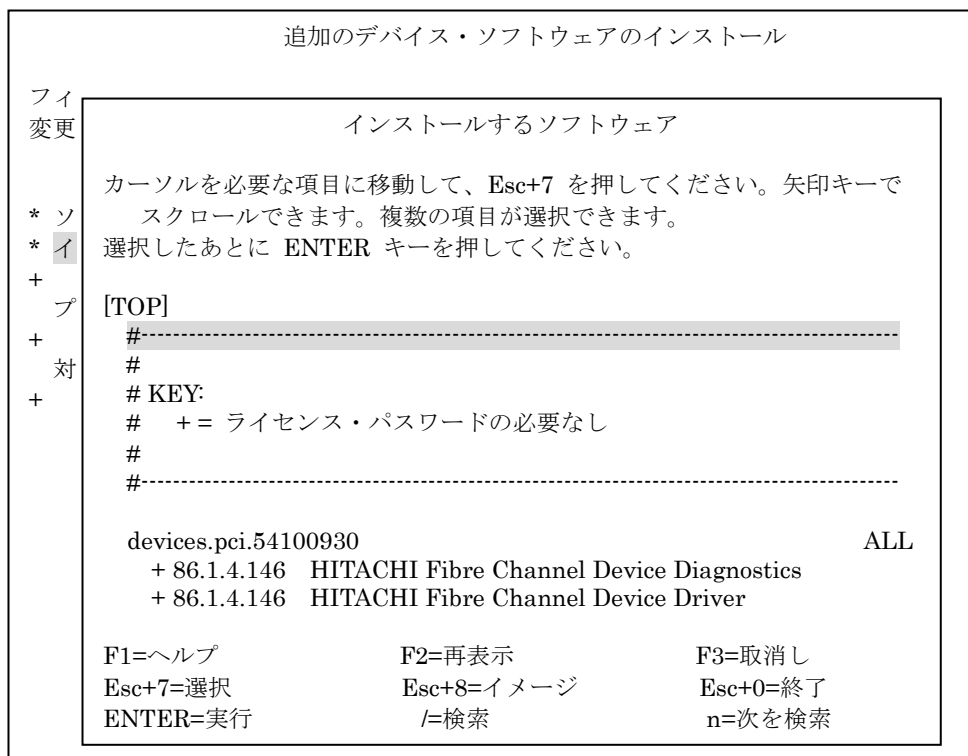 追加のデバイス・ソフトウェアのインストール
フィ
変更
インストールするソフトウェア
カーソルを必要な項目に移動して、Esc+7 を押してください。矢印キーで
スクロールできます。複数の項目が選択できます。
選択したあとに ENTER キーを押してください。
* ソ
* イ
+
プ
+
対
+
[TOP]
#-----------------------------------------------------------------------------------------------
#
# KEY:
# + = ライセンス・パスワードの必要なし
#
#-----------------------------------------------------------------------------------------------
devices.pci.54100930 ALL
+ 86.1.4.146 HITACHI Fibre Channel Device Diagnostics
+ 86.1.4.146 HITACHI Fibre Channel Device Driver
F1=ヘルプ F2=再表示 F3=取消し
Esc+7=選択 Esc+8=イメージ Esc+0=終了
ENTER=実行 /=検索 n=次を検索